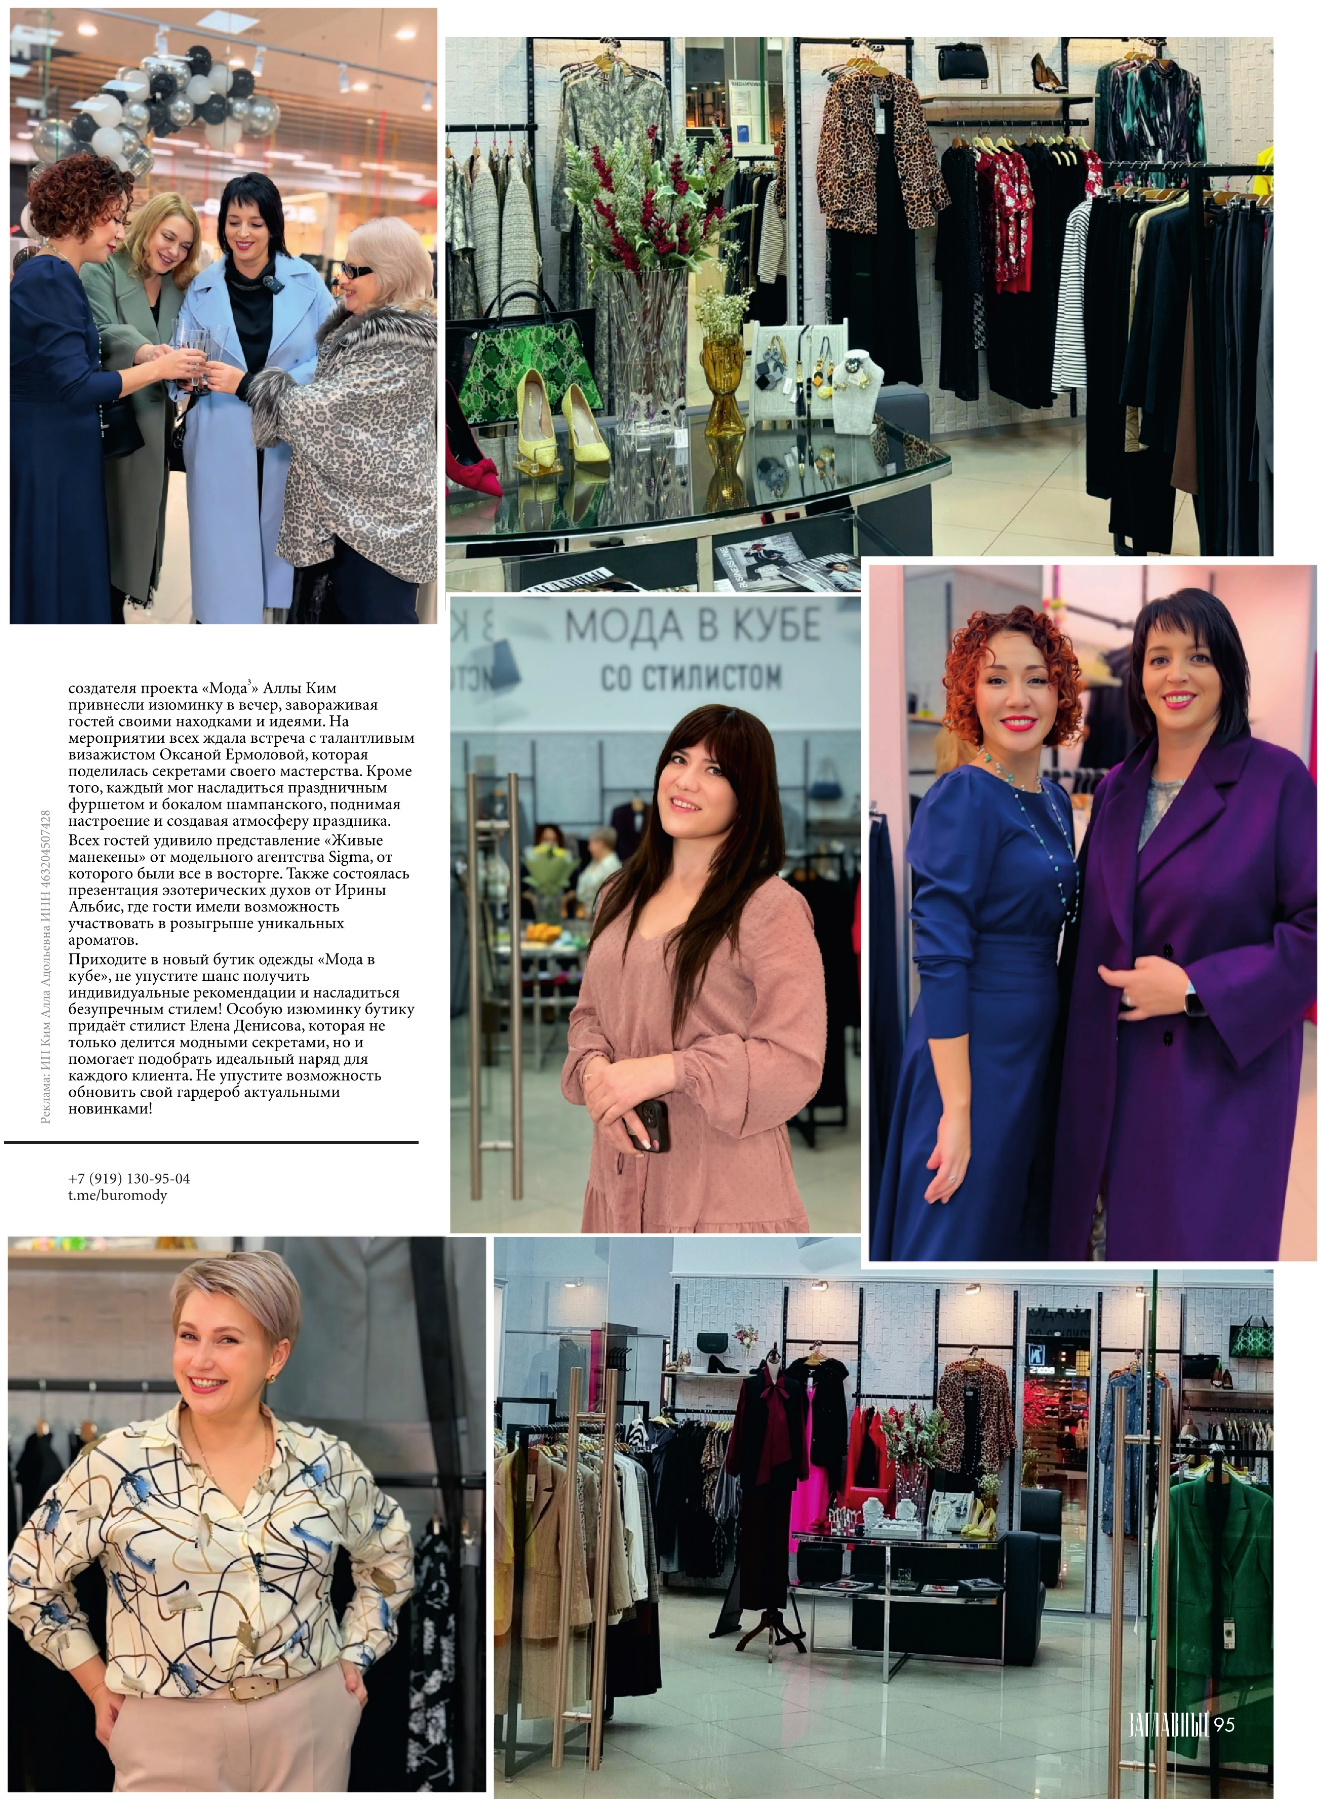 МОДА В КУБЕ
СО СТИЛИСТОМ
создателя проекта «Мода³» Аллы Ким
привнесли изюминку в вечер, завораживая
гостей своими находками и идеями. На
мероприятии всех ждала встреча с талантливым
визажистом Оксаной Ермоловой, которая
поделилась секретами своего мастерства. Кроме
того, каждый мог насладиться праздничным
фуршетом и бокалом шампанского, поднимая
настроение и создавая атмосферу праздника.
Всех гостей удивило представление «Живые
манекены» от модельного агентства Sigma, от
которого были все в восторге. Также состоялась
презентация эзотерических духов от Ирины
Альбис, где гости имели возможность
участвовать в розыгрыше уникальных
ароматов.
Приходите в новый бутик одежды «Мода в
кубе», не упустите шанс получить
индивидуальные рекомендации и насладиться
безупречным стилем! Особую изюминку бутику
придаёт стилист Елена Денисова, которая не
только делится модными секретами, но и
помогает подобрать идеальный наряд для
каждого клиента. Не упустите возможность
обновить свой гардероб актуальными
новинками!
Реклама: ИП Ким Алла Адольевна ИНН 463204507428
+7 (919) 130-95-04
t.me/buromody
ЗАГЛАВНЫЕ 95